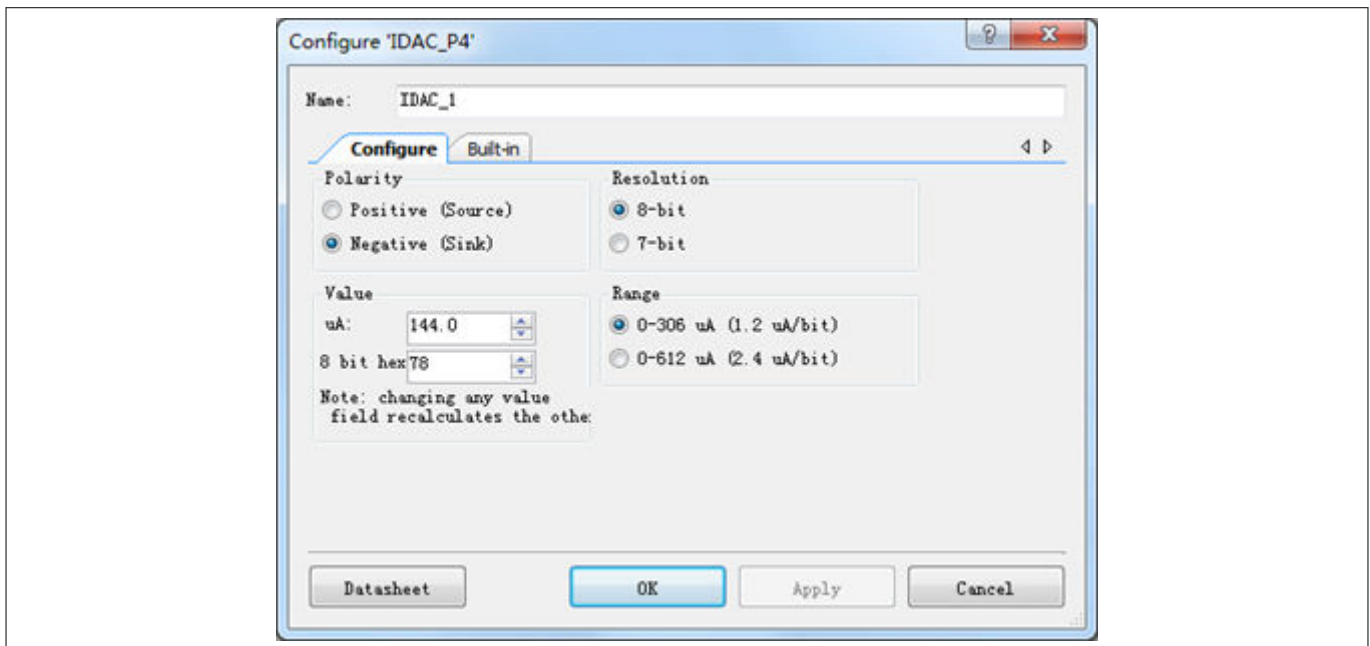 Configure 'IDAC_P4'
Name: IDAC_1
Configure Built-in
Polarity
Positive (Source)
Negative (Sink)
Resolution
8-bit
7-bit
Value
uA: 144.0
8 bit hex 78
Note: changing any value
field recalculates the othe
Range
0-306 uA (1.2 uA/bit)
0-612 uA (2.4 uA/bit)
Datasheet OK Apply Cancel